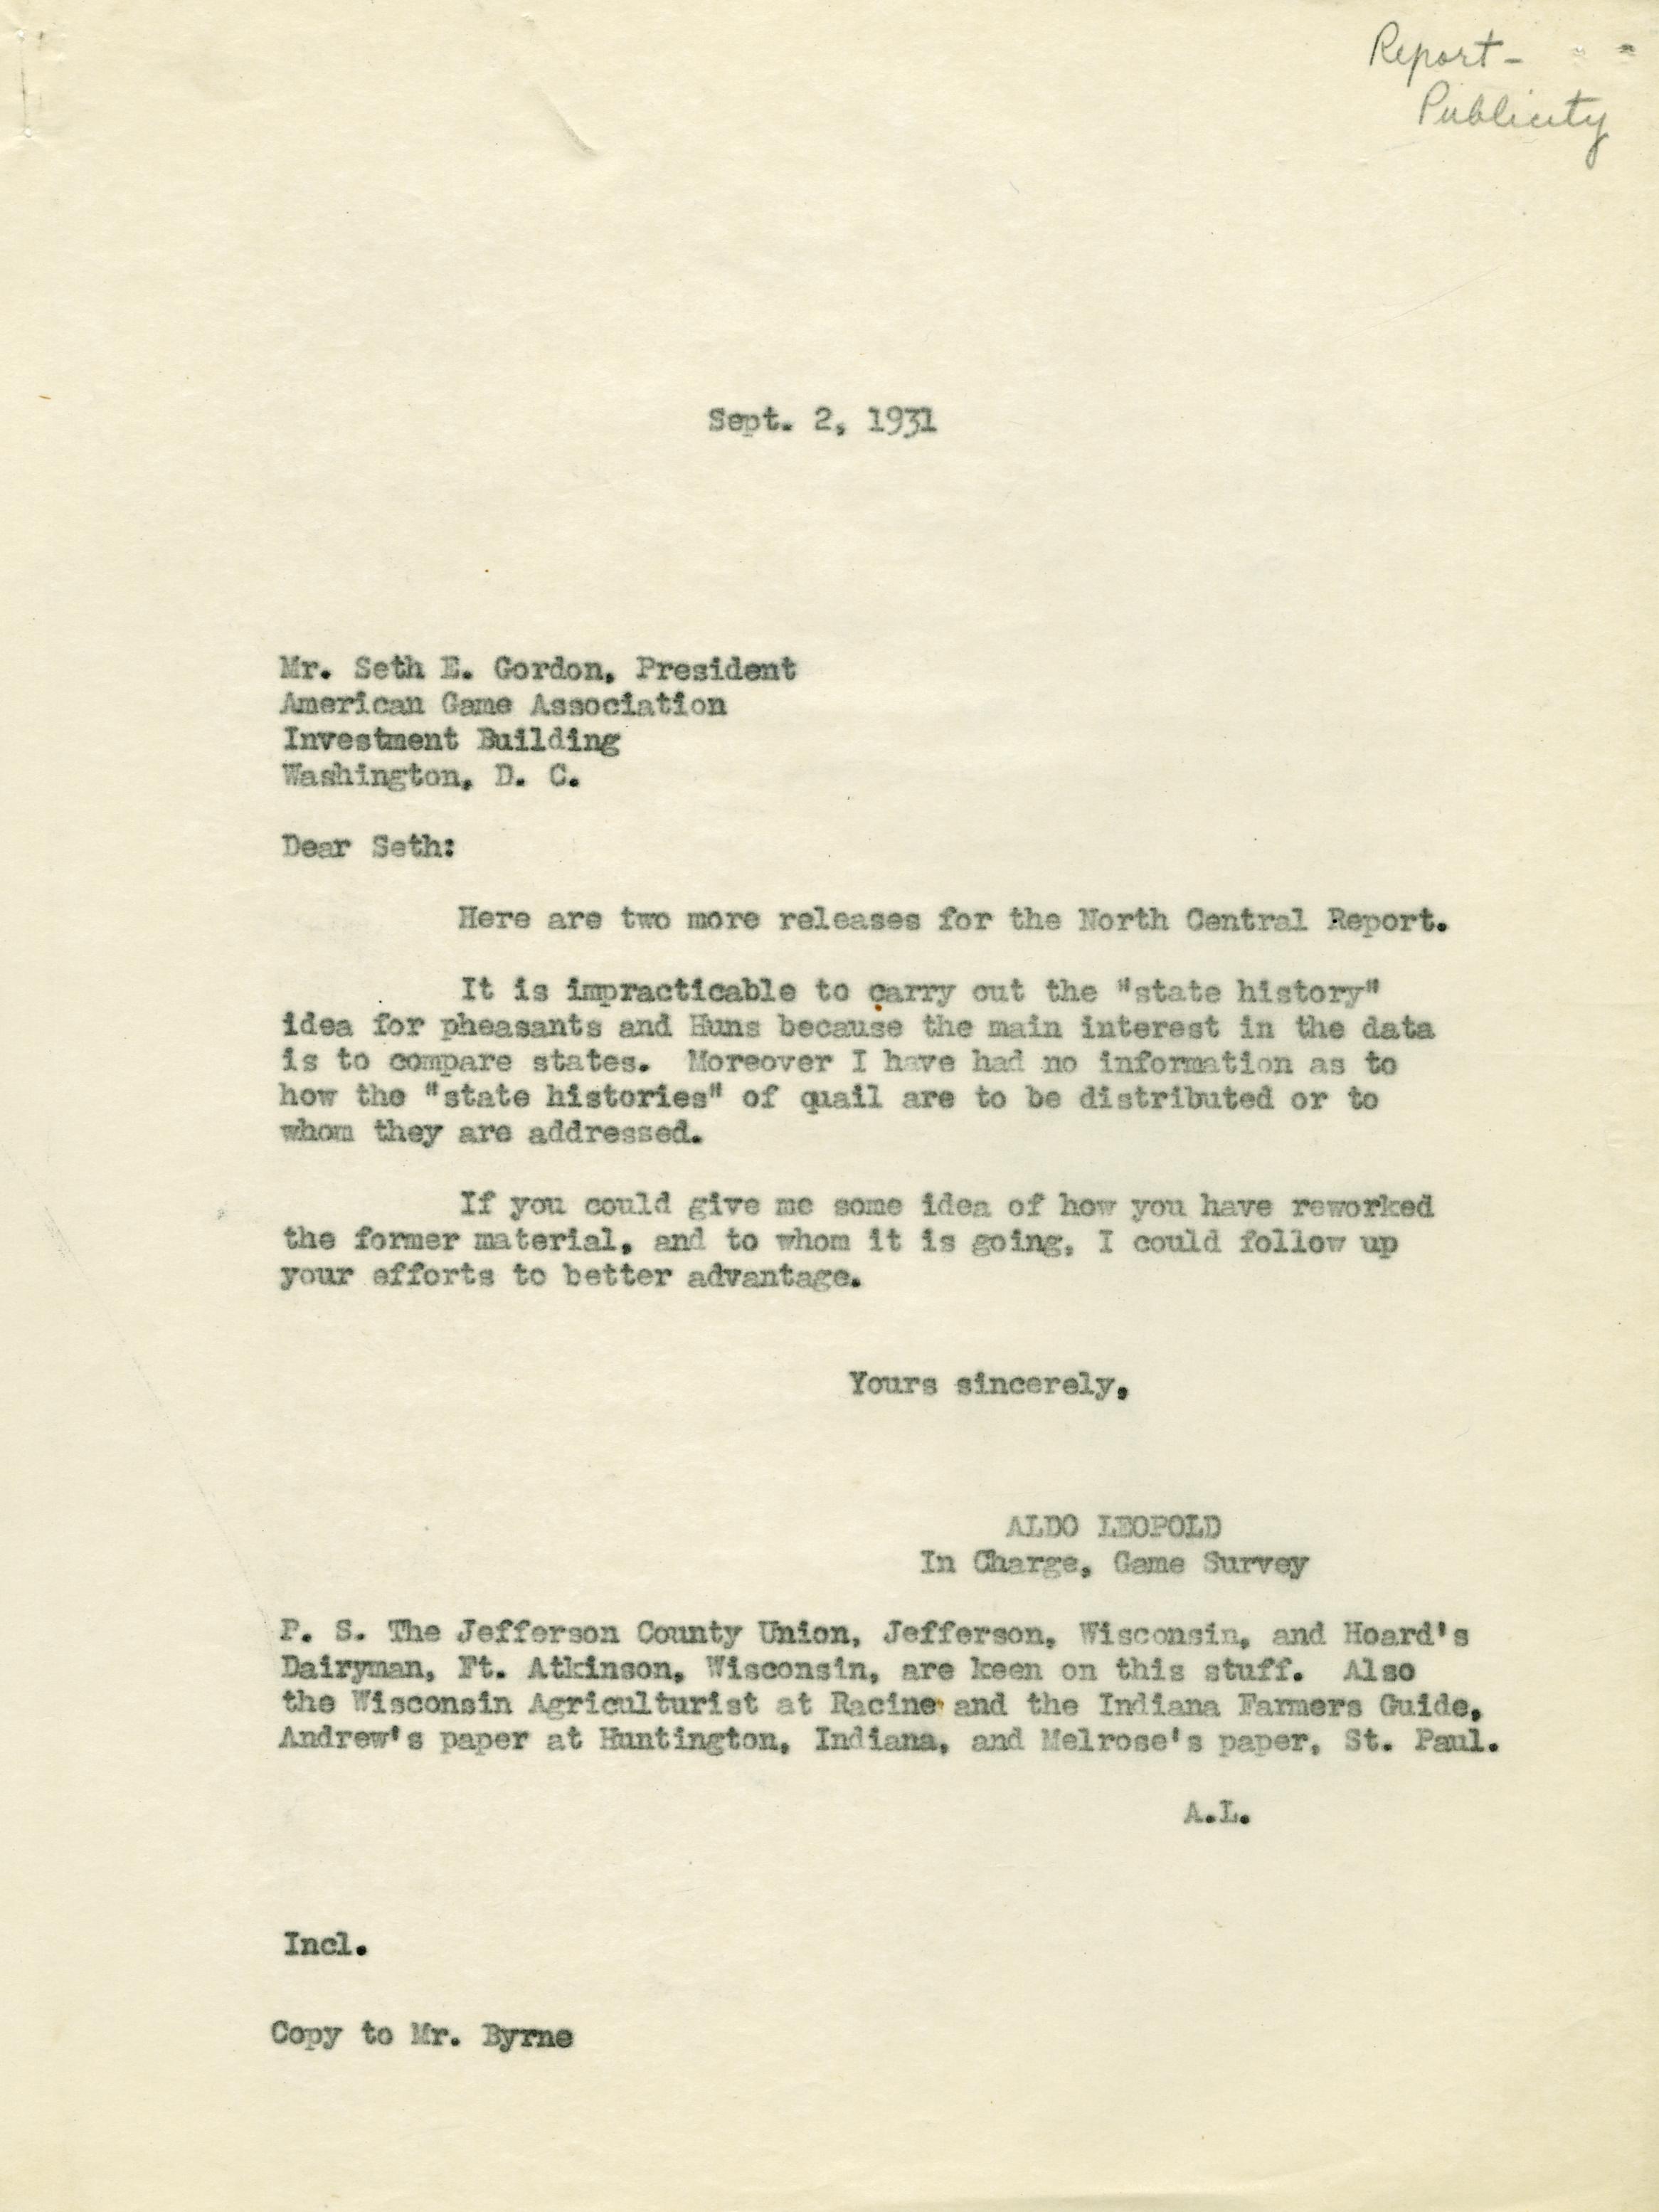 Report-
Publicity
Sept. 2, 1931
Mr. Seth E. Gordon, President
American Game Association
Investment Building
Washington, D. C.
Dear Seth:
Here are two more releases for the North Central Report.
It is impracticable to carry out the "state history"
idea for pheasants and Huns because the main interest in the data
is to compare states. Moreover I have had no information as to
how the "state histories" of quail are to be distributed or to
whom they are addressed.
If you could give me some idea of how you have reworked
the former material, and to whom it is going, I could follow up
your efforts to better advantage.
Yours sincerely,
ALDO LEOPOLD
In Charge, Game Survey
P. S. The Jefferson County Union, Jefferson, Wisconsin, and Hoard's
Dairyman, Ft. Atkinson, Wisconsin, are keen on this stuff. Also
the Wisconsin Agriculturist at Racine and the Indiana Farmers Guide,
Andrew's paper at Huntington, Indiana, and Melrose's paper, St. Paul.
A.L.
Incl.
Copy to Mr. Byrne